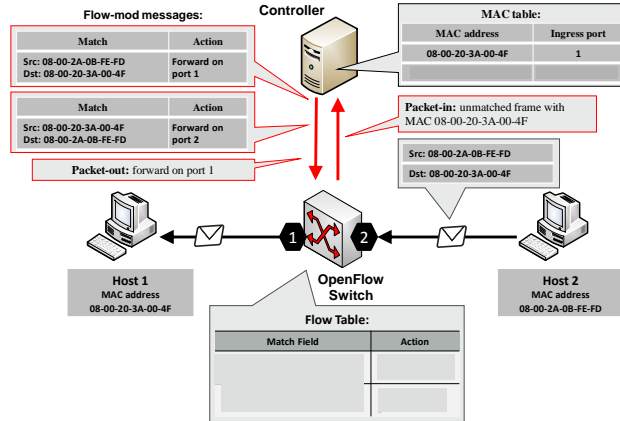 Controller
Flow-mod messages:
Match Action
Src: 08-00-2A-0B-FE-FD Forward on
Dst: 08-00-20-3A-00-4F port 1
Match Action
Src: 08-00-20-3A-00-4F Forward on
Dst: 08-00-2A-0B-FE-FD port 2
Packet-out: forward on port 1
MAC table:
MAC address Ingress port
08-00-20-3A-00-4F 1
Packet-in: unmatched frame with
MAC 08-00-20-3A-00-4F
Src: 08-00-2A-0B-FE-FD
Dst: 08-00-20-3A-00-4F
1
2
Host 1
MAC address
08-00-20-3A-00-4F
OpenFlow
Switch
Host 2
MAC address
08-00-2A-0B-FE-FD
Flow Table:
Match Field Action